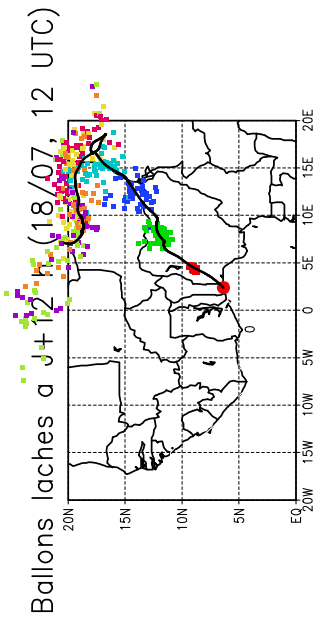 Ballons laches a J+12 h (18/07, 12 UTC)
20N
15N
10N
5N
EQ
20W
15W
10W
5W
0
5E
10E
15E
20E
0